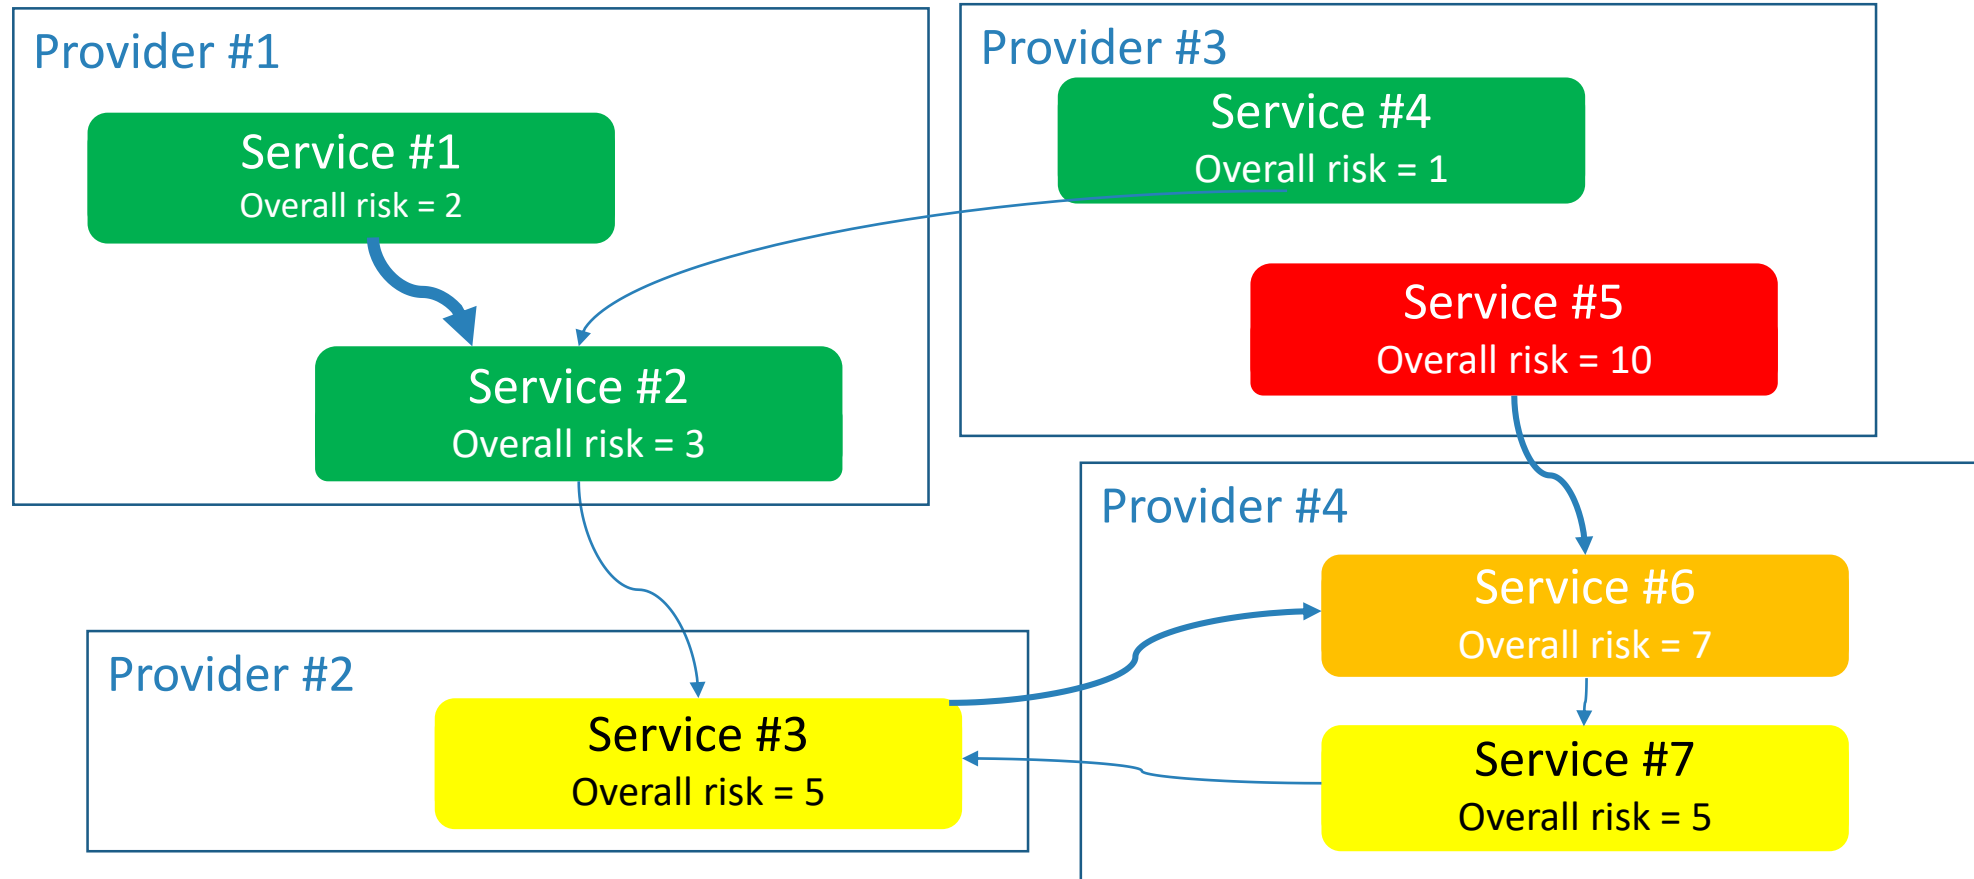 Provider #1
Service #1
Overall risk = 2
Service #2
Overall risk = 3
Provider #3
Service #4
Overall risk = 1
Service #5
Overall risk = 10
Provider #2
Service #3
Overall risk = 5
Provider #4
Service #6
Overall risk = 7
Service #7
Overall risk = 5